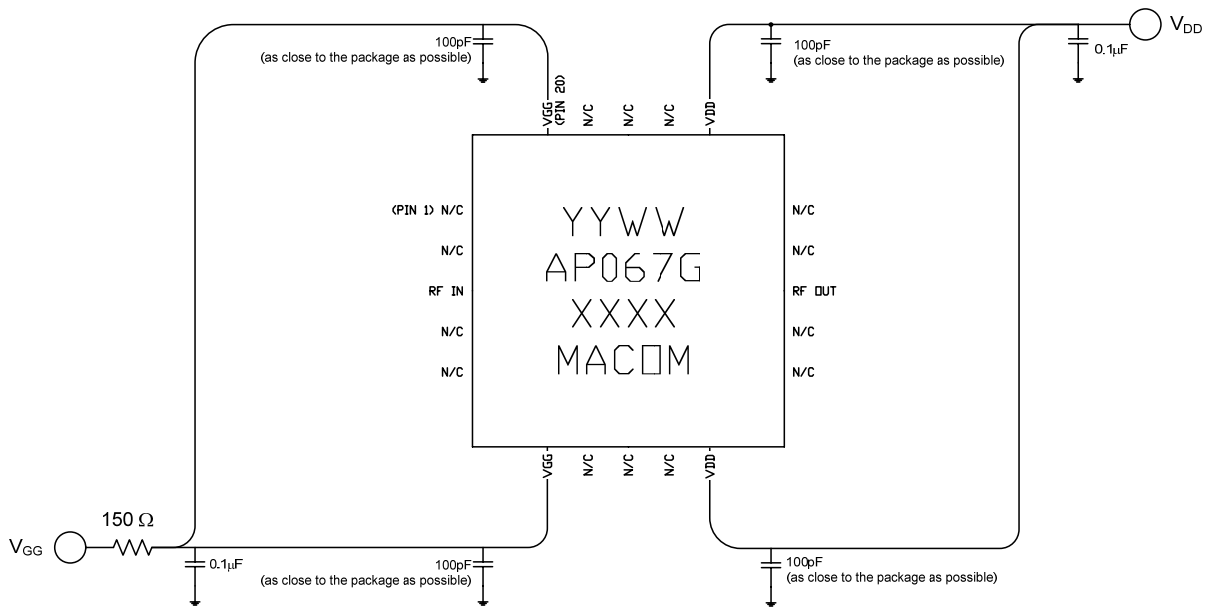 V_DD
100pF
(as close to the package as possible)
100pF
(as close to the package as possible)
0.1μF
VGG
(PIN 20)
N/C
N/C
N/C
VDD
(PIN 1) N/C
N/C
RF IN
N/C
N/C
YYWW
AP067G
XXXX
MACOM
N/C
N/C
RF OUT
N/C
N/C
VGG
N/C
N/C
N/C
VDD
150 Ω
V_GG
0.1μF
100pF
(as close to the package as possible)
100pF
(as close to the package as possible)